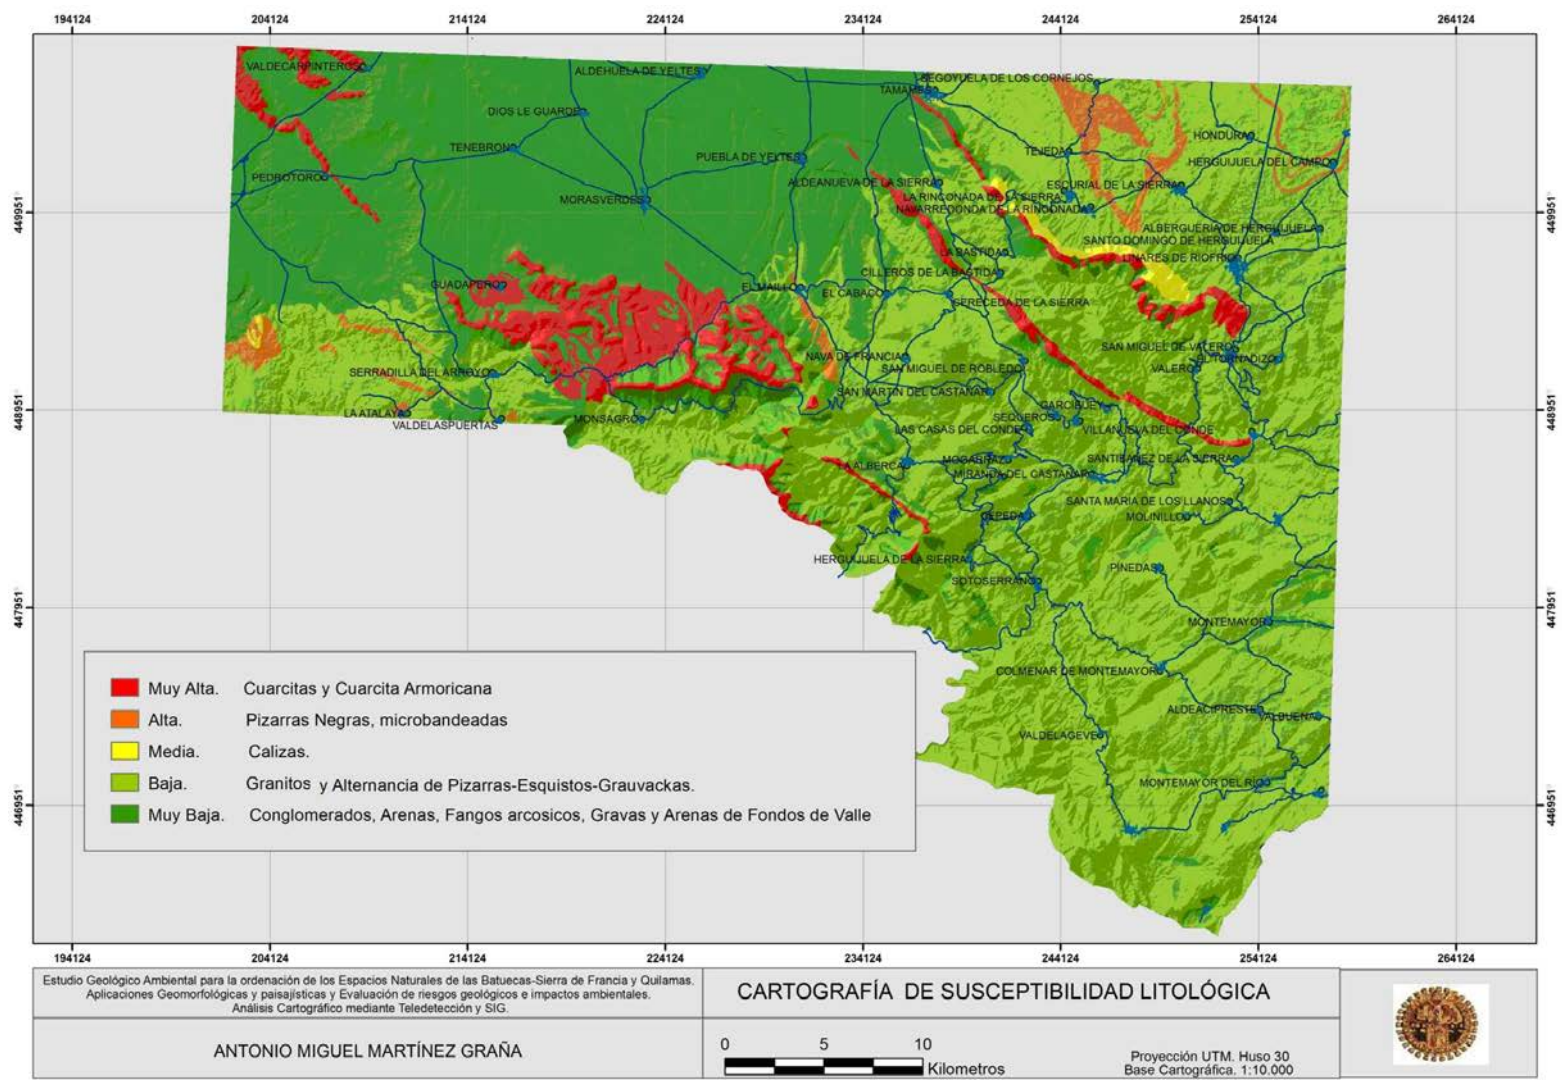 194124 204124 214124 224124 234124 244124 254124 264124
VALDECARPINTEROS
ALDEHUELA DE YELTES
SEGOYUELA DE LOS CORNEJOS
TAMAMES
DIOS LE GUARDE
HONDURA
TENEBRON
TEJEDA
PUEBLA DE YELTES
HERGUIJUELA DEL CAMPO
PEDROTORO
ALDEANUEVA DE LA SIERRA
ESCURIAL DE LA SIERRA
MORASVERDES
LA RINCONADA DE LA SIERRA
NAVARREDONDA DE LA RINCONADA
449951° 449951°
ALBERGUERIA DE HERGUIJUELA
SANTO DOMINGO DE HERGUIJUELA
LA BASTIDA
LINARES DE RIOFRIO
CILLEROS DE LA BASTIDA
GUADAPERO
EL MAILLO
EL CABACO
CERECEDA DE LA SIERRA
SAN MIGUEL DE VALERO
NAVA DE FRANCIA
EL TORNADIZO
SAN MIGUEL DE ROBLEDO
VALERO
SERRADILLA DEL ARROYO
SAN MARTIN DEL CASTAÑAR
GARCIBUEY
448951° 448951°
LA ATALAYA
VALDELASPUERTAS
MONSAGRO
SEQUEROS
LAS CASAS DEL CONDE
VILLANUEVA DEL CONDE
MOGARRAZ
SANTIBAÑEZ DE LA SIERRA
LA ALBERCA
MIRANDA DEL CASTAÑAR
SANTA MARIA DE LOS LLANOS
CEPEDA
MOLINILLO
HERGUIJUELA DE LA SIERRA
PINEDAS
SOTOSERRANO
447951° 447951°
MONTEMAYOR
COLMENAR DE MONTEMAYOR
ALDEACIPRESTE
VALBUENA
VALDELAGEVE
MONTEMAYOR DEL RÍO
446951° 446951°
Muy Alta. Cuarcitas y Cuarcita Armoricana
Alta. Pizarras Negras, microbandeadas
Media. Calizas.
Baja. Granitos y Alternancia de Pizarras-Esquistos-Grauvackas.
Muy Baja. Conglomerados, Arenas, Fangos arcosicos, Gravas y Arenas de Fondos de Valle
194124 204124 214124 224124 234124 244124 254124 264124
Estudio Geológico Ambiental para la ordenación de los Espacios Naturales de las Batuecas-Sierra de Francia y Quilamas.
Aplicaciones Geomorfológicas y paisajísticas y Evaluación de riesgos geológicos e impactos ambientales.
Análisis Cartográfico mediante Teledetección y SIG.
ANTONIO MIGUEL MARTÍNEZ GRAÑA
CARTOGRAFÍA DE SUSCEPTIBILIDAD LITOLÓGICA
0 5 10
Kilometros
Proyección UTM. Huso 30
Base Cartográfica. 1:10.000